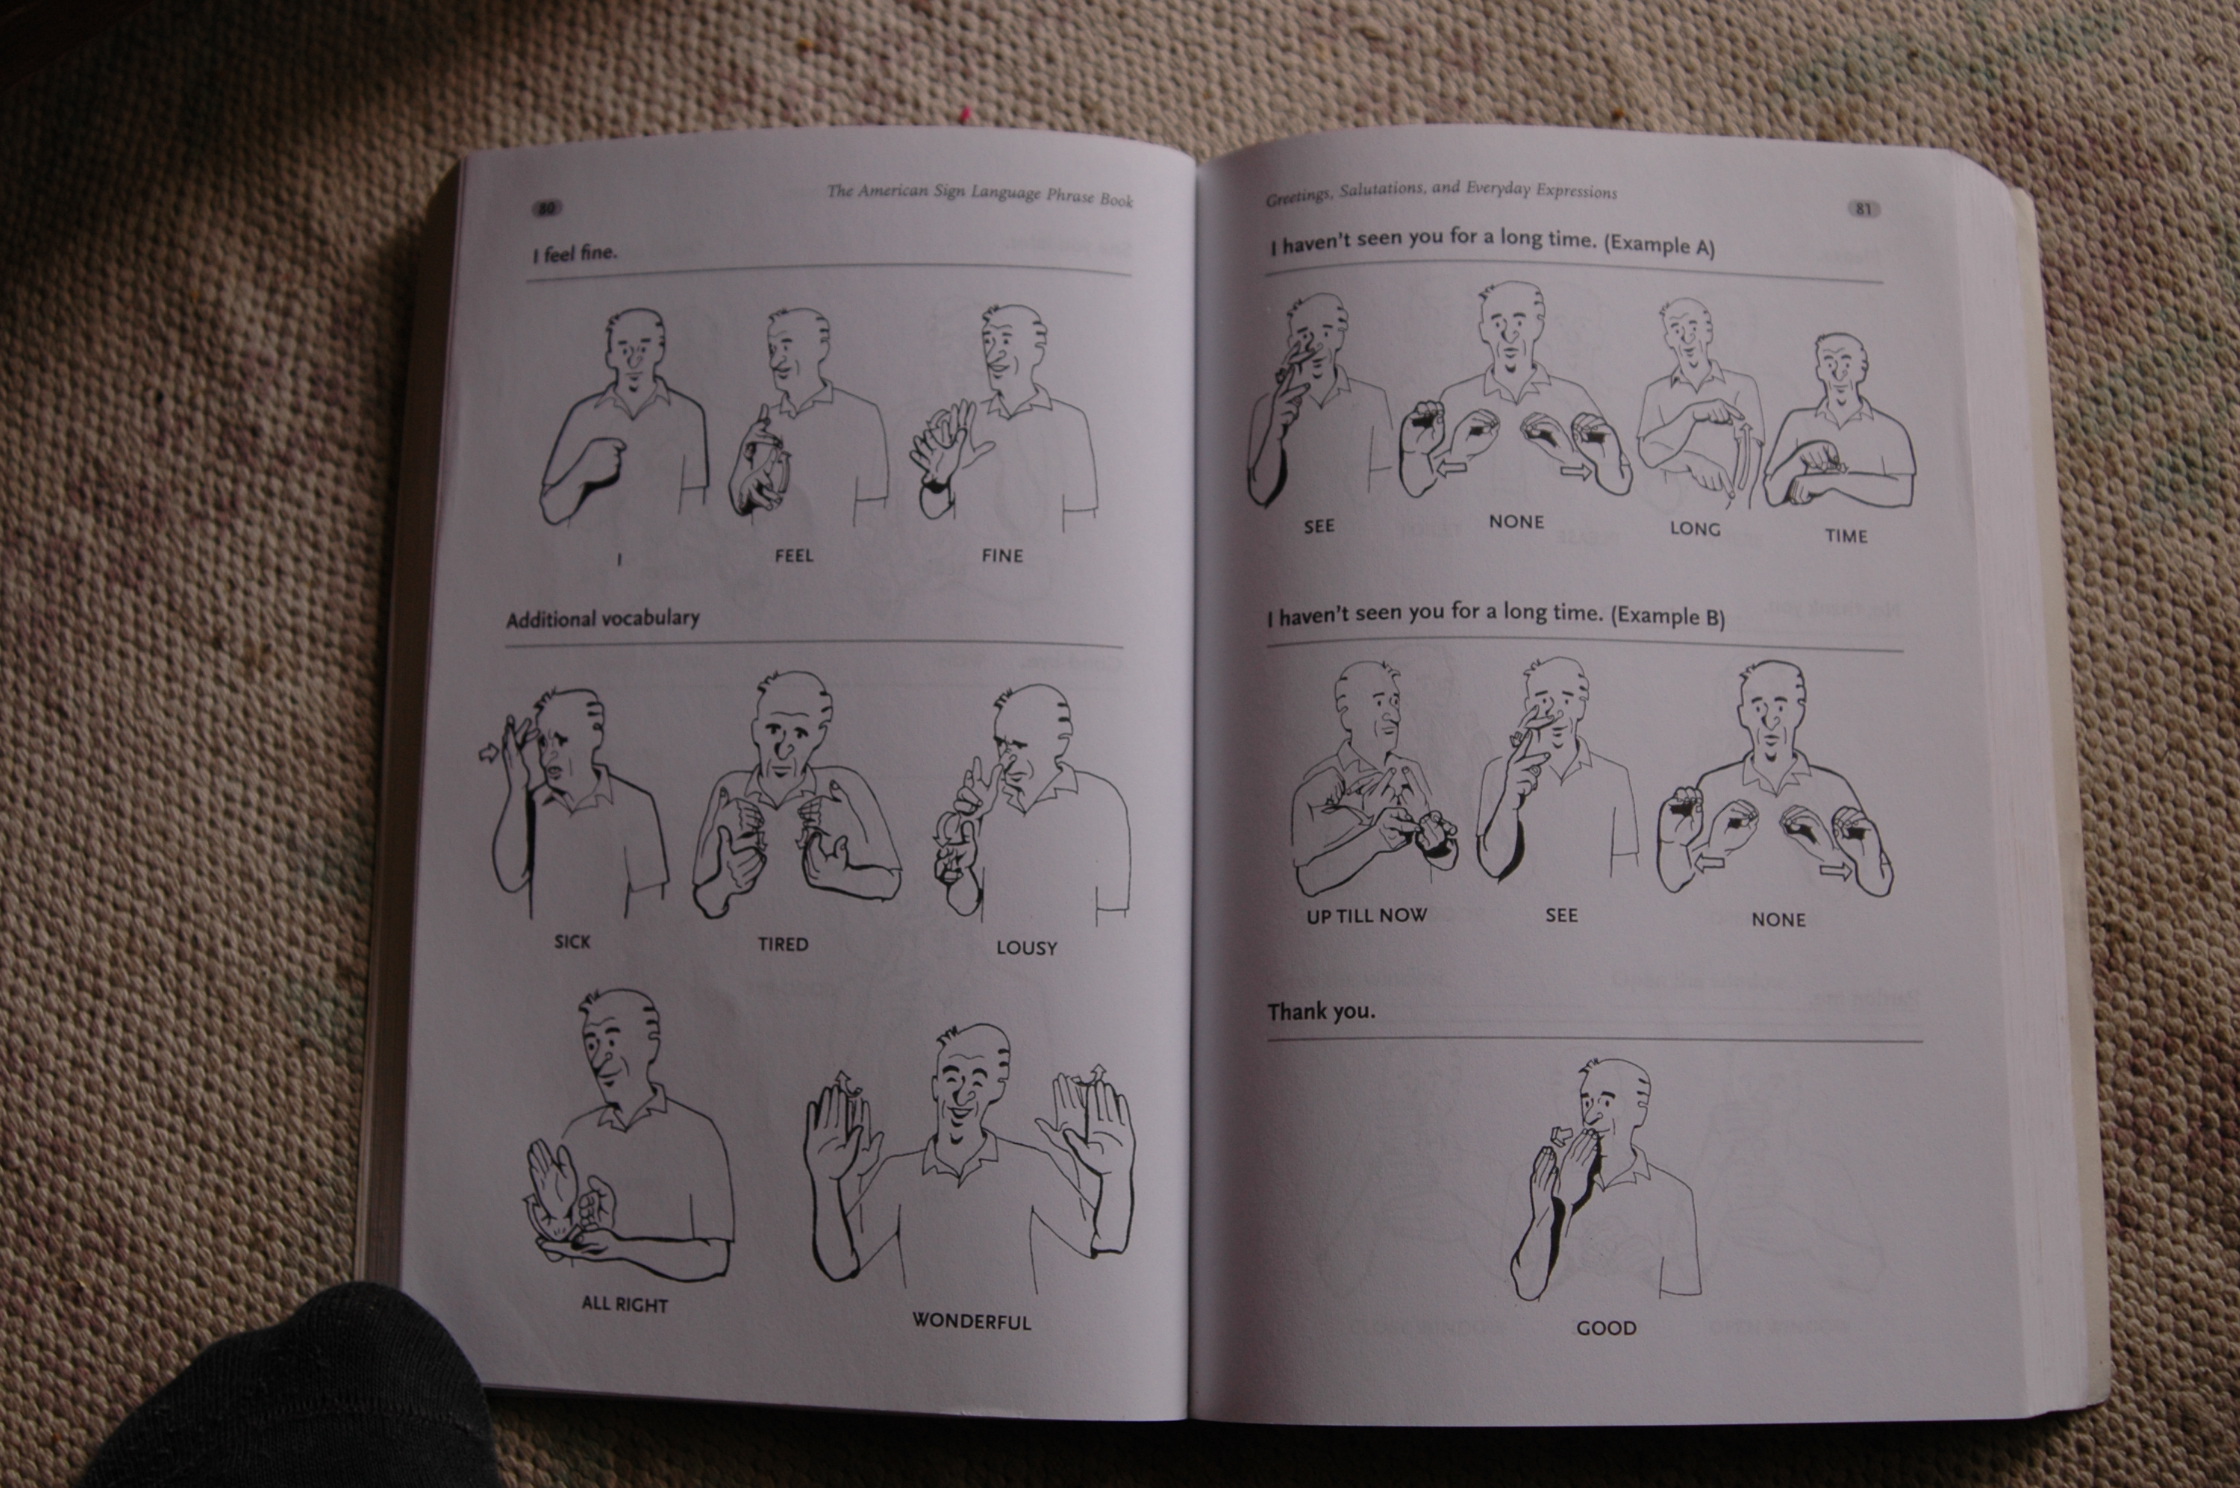 80
The American Sign Language Phrase Book
I feel fine.
I FEEL FINE
Additional vocabulary
SICK TIRED LOUSY
ALL RIGHT WONDERFUL
Greetings, Salutations, and Everyday Expressions
81
I haven't seen you for a long time. (Example A)
SEE NONE LONG TIME
I haven't seen you for a long time. (Example B)
UP TILL NOW SEE NONE
Thank you.
GOOD